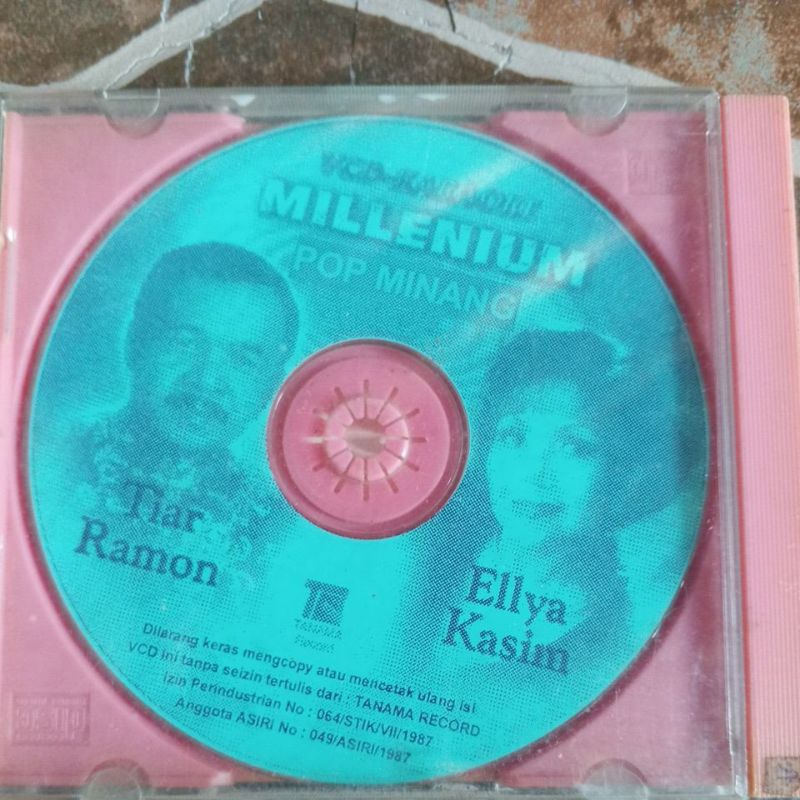 VCD-KARAOKE
MILLENIUM
POP MINANG
Tiar
Ramon
Ellya
Kasim
TANAMA
RECORD
Dilarang keras mengcopy atau mencetak ulang isi
VCD ini tanpa seizin tertulis dari : TANAMA RECORD
Izin Perindustrian No : 064/STIK/VII/1987
Anggota ASIRI No : 049/ASIRI/1987